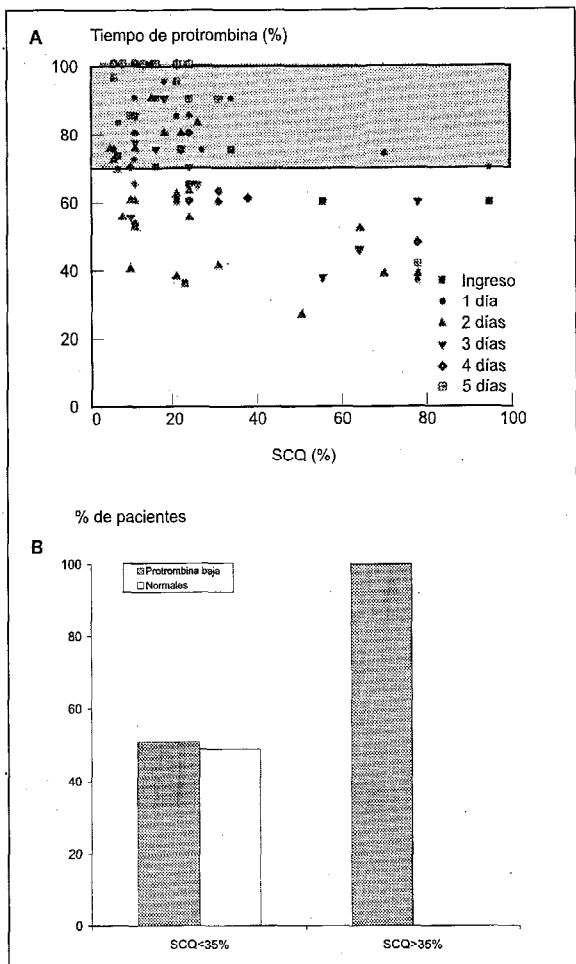 A Tiempo de protrombina (%)
100
80
60
40
20
0
Ingreso
1 día
2 días
3 días
4 días
5 días
0 20 40 60 80 100
SCQ (%)
% de pacientes
B
Protrombina baja
Normales
100
80
60
40
20
0
SCQ<35% SCQ>35%